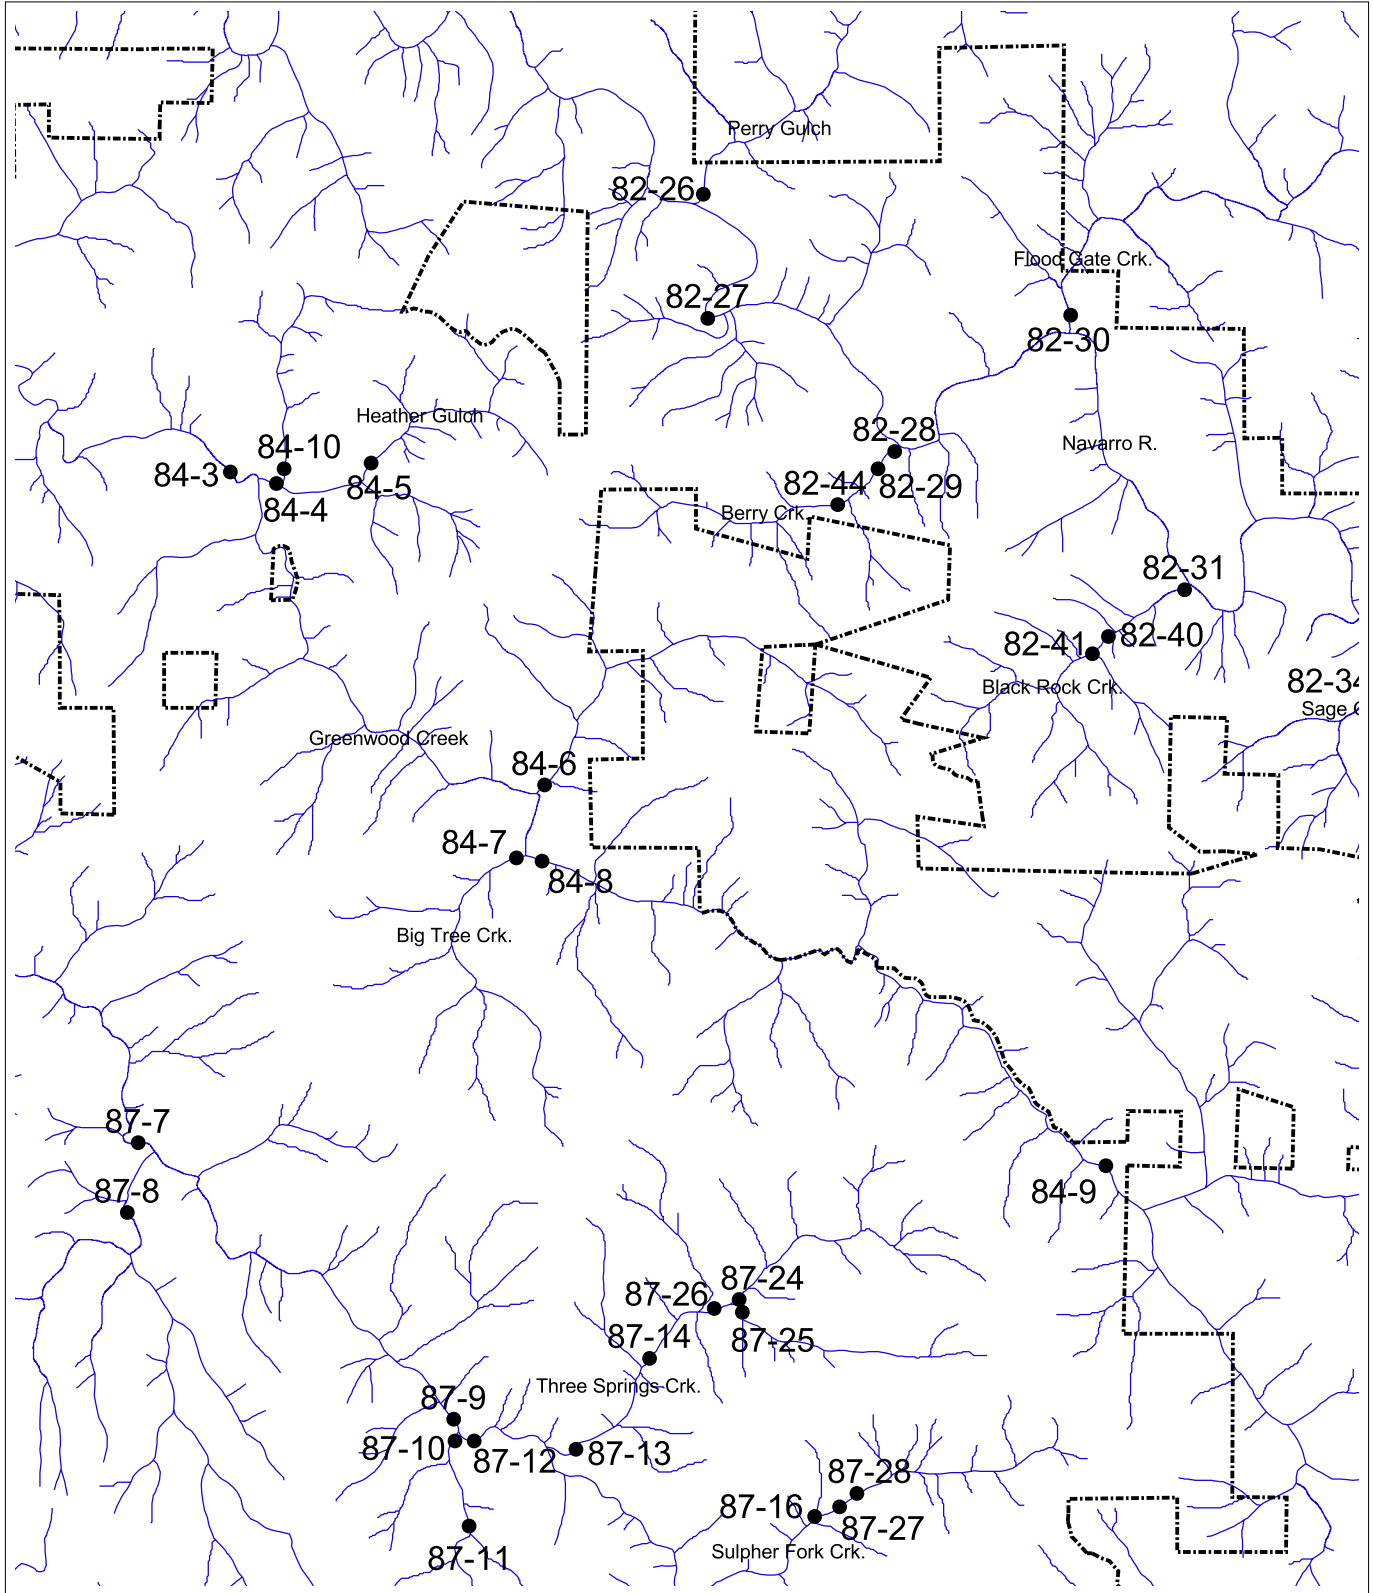 Perry Gulch
82-26
Flood Gate Crk.
82-27
82-30
Heather Gulch
82-28
Navarro R.
84-10
84-3
84-5
84-4
82-44
82-29
Berry Crk.
82-31
82-40
82-41
Black Rock Crk.
82-34
Sage
Greenwood Creek
84-6
84-7
84-8
Big Tree Crk.
87-7
87-8
84-9
87-24
87-26
87-25
87-14
Three Springs Crk.
87-9
87-10
87-12
87-13
87-28
87-16
87-27
87-11
Sulpher Fork Crk.